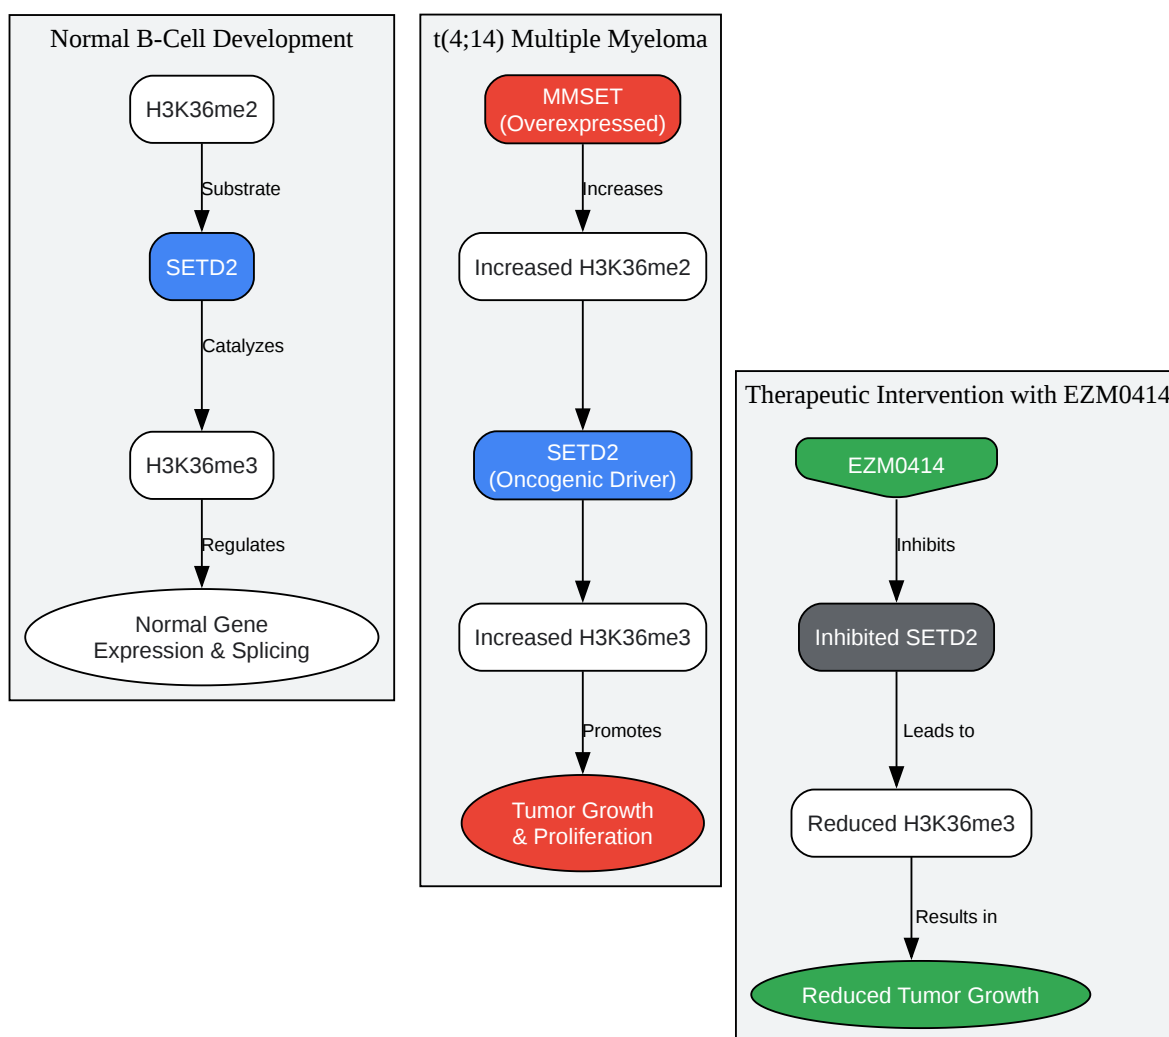 Normal B-Cell Development
H3K36me2
Substrate
SETD2
Catalyzes
H3K36me3
Regulates
Normal Gene
Expression & Splicing
t(4;14) Multiple Myeloma
MMSET
(Overexpressed)
Increases
Increased H3K36me2
SETD2
(Oncogenic Driver)
Increased H3K36me3
Promotes
Tumor Growth
& Proliferation
Therapeutic Intervention with EZM0414
EZM0414
Inhibits
Inhibited SETD2
Leads to
Reduced H3K36me3
Results in
Reduced Tumor Growth